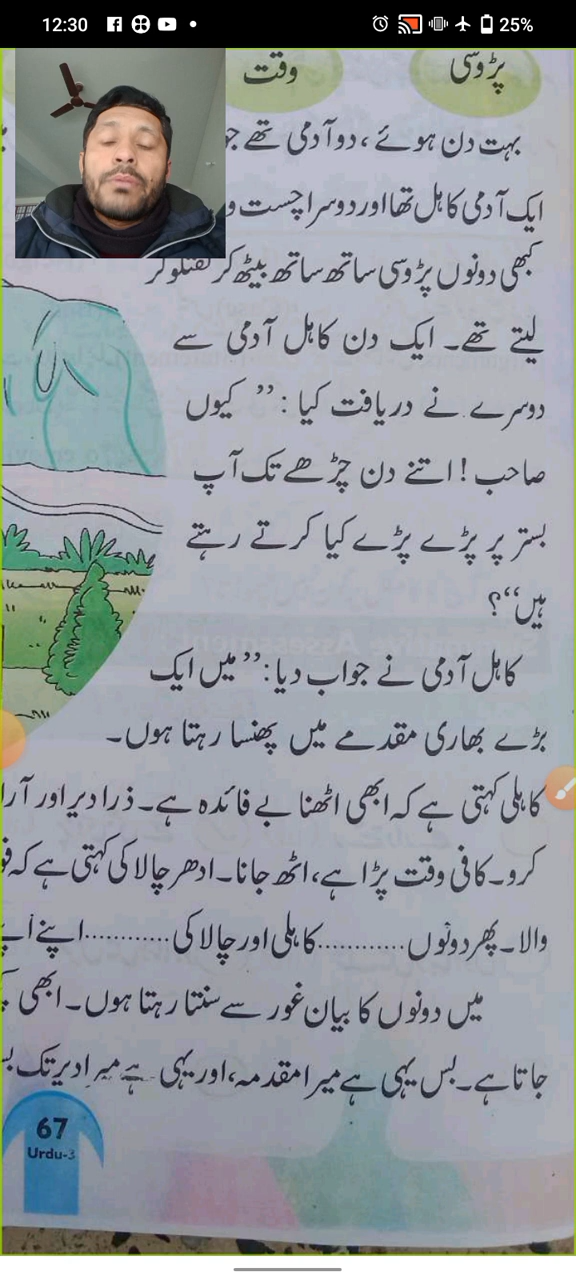 12:30
25%
پڑوسی وقت
بہت دن ہوئے، دو آدمی تھے
ایک آدمی کاہل تھا اور دوسرا چست
کبھی دونوں پڑوسی ساتھ ساتھ بیٹھ کر گفتگو کر
لیتے تھے۔ ایک دن کاہل آدمی سے
دوسرے نے دریافت کیا: ”کیوں
صاحب! اتنے دن چڑھے تک آپ
بستر پر پڑے پڑے کیا کرتے رہتے
ہیں“؟
کاہل آدمی نے جواب دیا: ”میں ایک
بڑے بھاری مقدمے میں پھنسا رہتا ہوں۔
کاہلی کہتی ہے کہ ابھی اٹھنا بے فائدہ ہے۔ ذرا دیر اور
کرو۔ کافی وقت پڑا ہے، اٹھ جانا۔ ادھر چالاکی کہتی ہے کہ
والا۔ پھر دونوں ............ کاہلی اور چالاکی ............ اپنے
میں دونوں کا بیان غور سے سنتا رہتا ہوں۔ ابھی
جاتا ہے۔ بس یہی ہے میرا مقدمہ، اور یہی ہے میرا دیر تک
67
Urdu-3